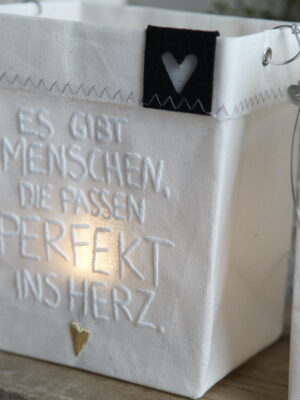 ES GIBT
MENSCHEN,
DIE PASSEN
PERFEKT
INS HERZ.